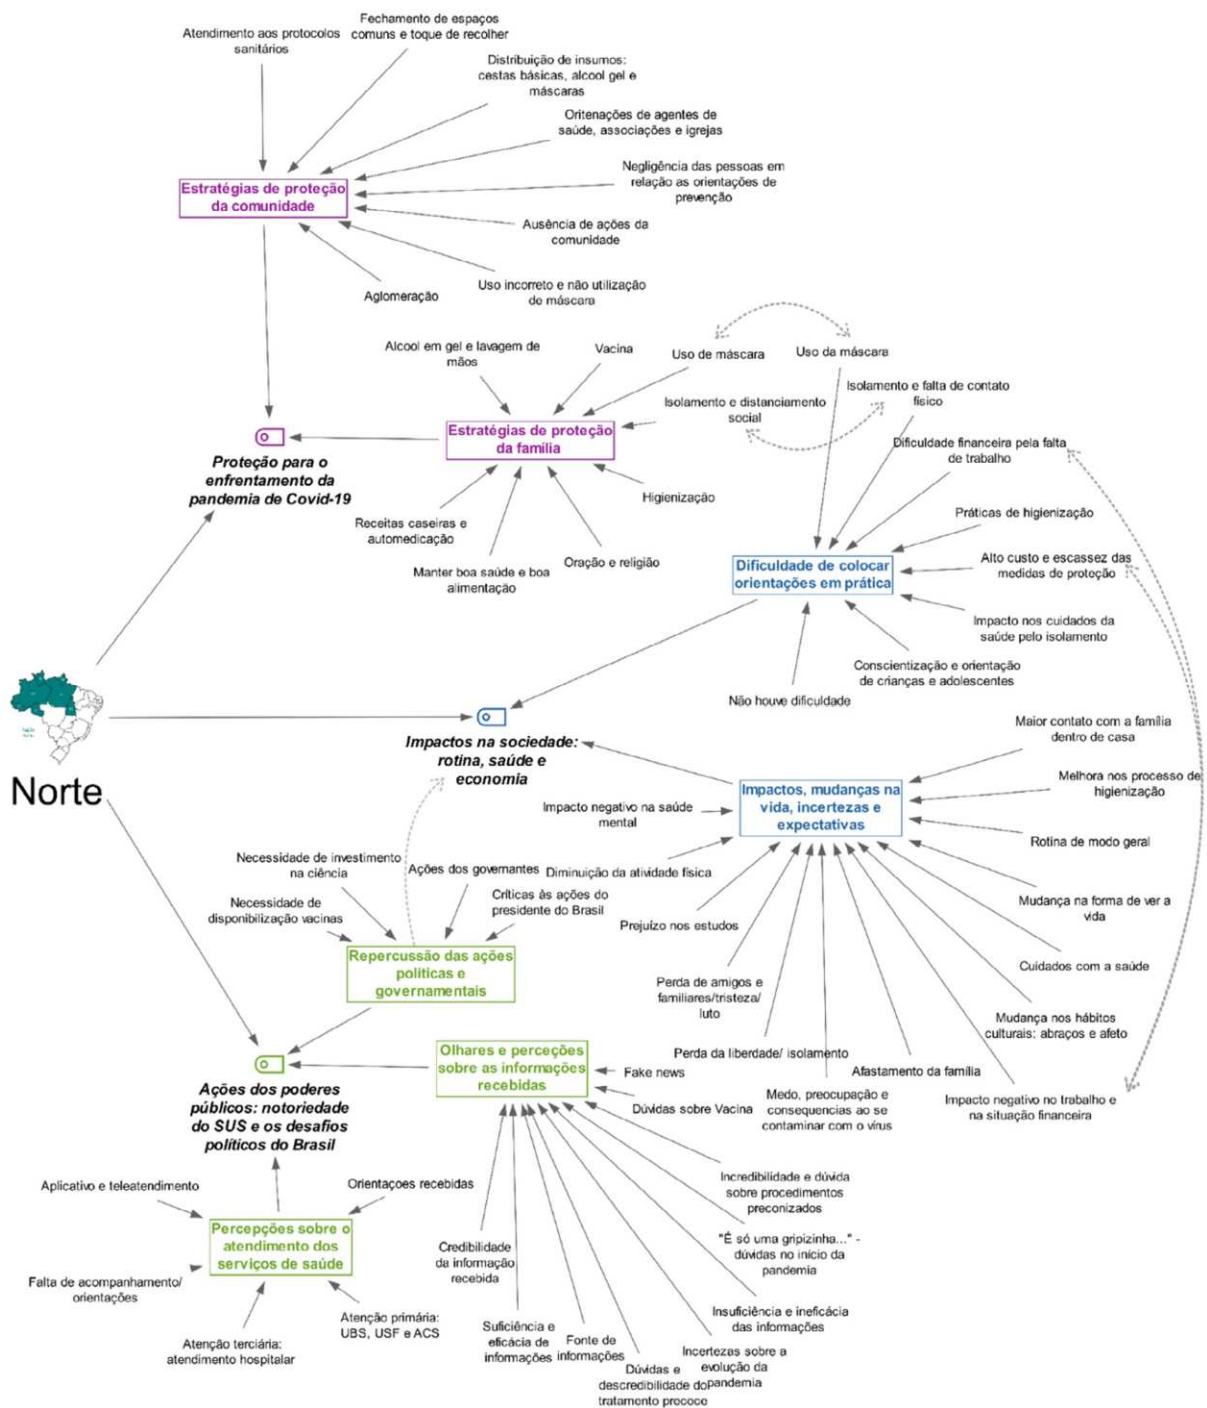 Atendimento aos protocolos
sanitários
Fechamento de espaços
comuns e toque de recolher
Distribuição de insumos:
cestas básicas, alcool gel e
máscaras
Oritenações de agentes de
saúde, associações e igrejas
Negligência das pessoas em
relação as orientações de
prevenção
Ausência de ações da
comunidade
Uso incorreto e não utilização
de máscara
Aglomeração
Estratégias de proteção
da comunidade
Alcool em gel e lavagem de
mãos
Vacina
Uso de máscara
Isolamento e distanciamento
social
Higienização
Oração e religião
Manter boa saúde e boa
alimentação
Receitas caseiras e
automedicação
Estratégias de proteção
da família
Proteção para o
enfrentamento da
pandemia de Covid-19
Uso da máscara
Isolamento e falta de contato
físico
Dificuldade financeira pela falta
de trabalho
Práticas de higienização
Alto custo e escassez das
medidas de proteção
Impacto nos cuidados da
saúde pelo isolamento
Conscientização e orientação
de crianças e adolescentes
Não houve dificuldade
Dificuldade de colocar
orientações em prática
Norte
Impactos na sociedade:
rotina, saúde e
economia
Impactos, mudanças na
vida, incertezas e
expectativas
Maior contato com a família
dentro de casa
Melhora nos processo de
higienização
Rotina de modo geral
Mudança na forma de ver a
vida
Cuidados com a saúde
Mudança nos hábitos
culturais: abraços e afeto
Impacto negativo no trabalho e
na situação financeira
Afastamento da família
Medo, preocupação e
consequencias ao se
contaminar com o vírus
Perda da liberdade/ isolamento
Perda de amigos e
familiares/tristeza/
luto
Prejuízo nos estudos
Diminuição da atividade física
Impacto negativo na saúde
mental
Necessidade de investimento
na ciência
Ações dos governantes
Críticas às ações do
presidente do Brasil
Necessidade de
disponibilização vacinas
Repercussão das ações
políticas e
governamentais
Olhares e perceções
sobre as informações
recebidas
Fake news
Dúvidas sobre Vacina
Incredibilidade e dúvida
sobre procedimentos
preconizados
"É só uma gripizinha..." -
dúvidas no início da
pandemia
Insuficiência e ineficácia
das informações
Incertezas sobre a
evolução da
pandemia
Dúvidas e
descredibilidade do
tratamento prococo
Fonte de
informações
Suficiência e
eficácia de
informações
Credibilidade
da informação
recebida
Ações dos poderes
públicos: notoriedade
do SUS e os desafios
políticos do Brasil
Aplicativo e teleatendimento
Orientaçoes recebidas
Percepções sobre o
atendimento dos
serviços de saúde
Falta de acompanhamento/
orientações
Atenção terciária:
atendimento hospitalar
Atenção primária:
UBS, USF e ACS